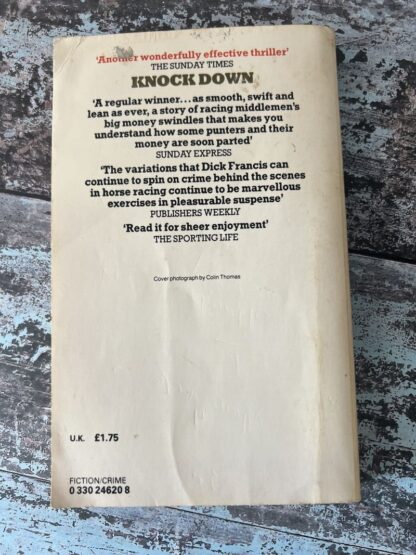 ‘Another wonderfully effective thriller’
THE SUNDAY TIMES
KNOCK DOWN
‘A regular winner...as smooth, swift and
lean as ever, a story of racing middlemen's
big money swindles that makes you
understand how some punters and their
money are soon parted’
SUNDAY EXPRESS
‘The variations that Dick Francis can
continue to spin on crime behind the scenes
in horse racing continue to be marvellous
exercises in pleasurable suspense’
PUBLISHERS WEEKLY
‘Read it for sheer enjoyment’
THE SPORTING LIFE
Cover photograph by Colin Thomas
U.K. £1.75
FICTION/CRIME
0 330 24620 8